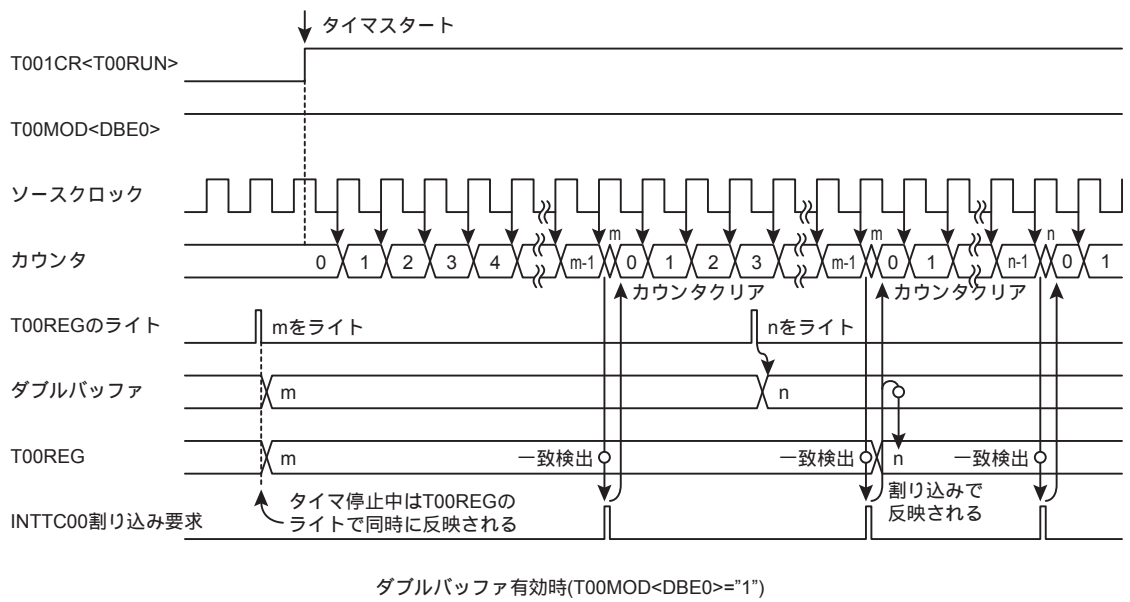 タイマスタート
T001CR<T00RUN>
T00MOD<DBE0>
ソースクロック
カウンタ 0 1 2 3 4 m-1 m 0 1 2 3 m-1 m 0 1 n-1 n 0 1
カウンタクリア カウンタクリア
T00REGのライト mをライト nをライト
ダブルバッファ m n
T00REG m 一致検出 一致検出 n 一致検出
INTTC00割り込み要求
タイマ停止中はT00REGの
ライトで同時に反映される
割り込みで
反映される
ダブルバッファ有効時(T00MOD<DBE0>=”1”)